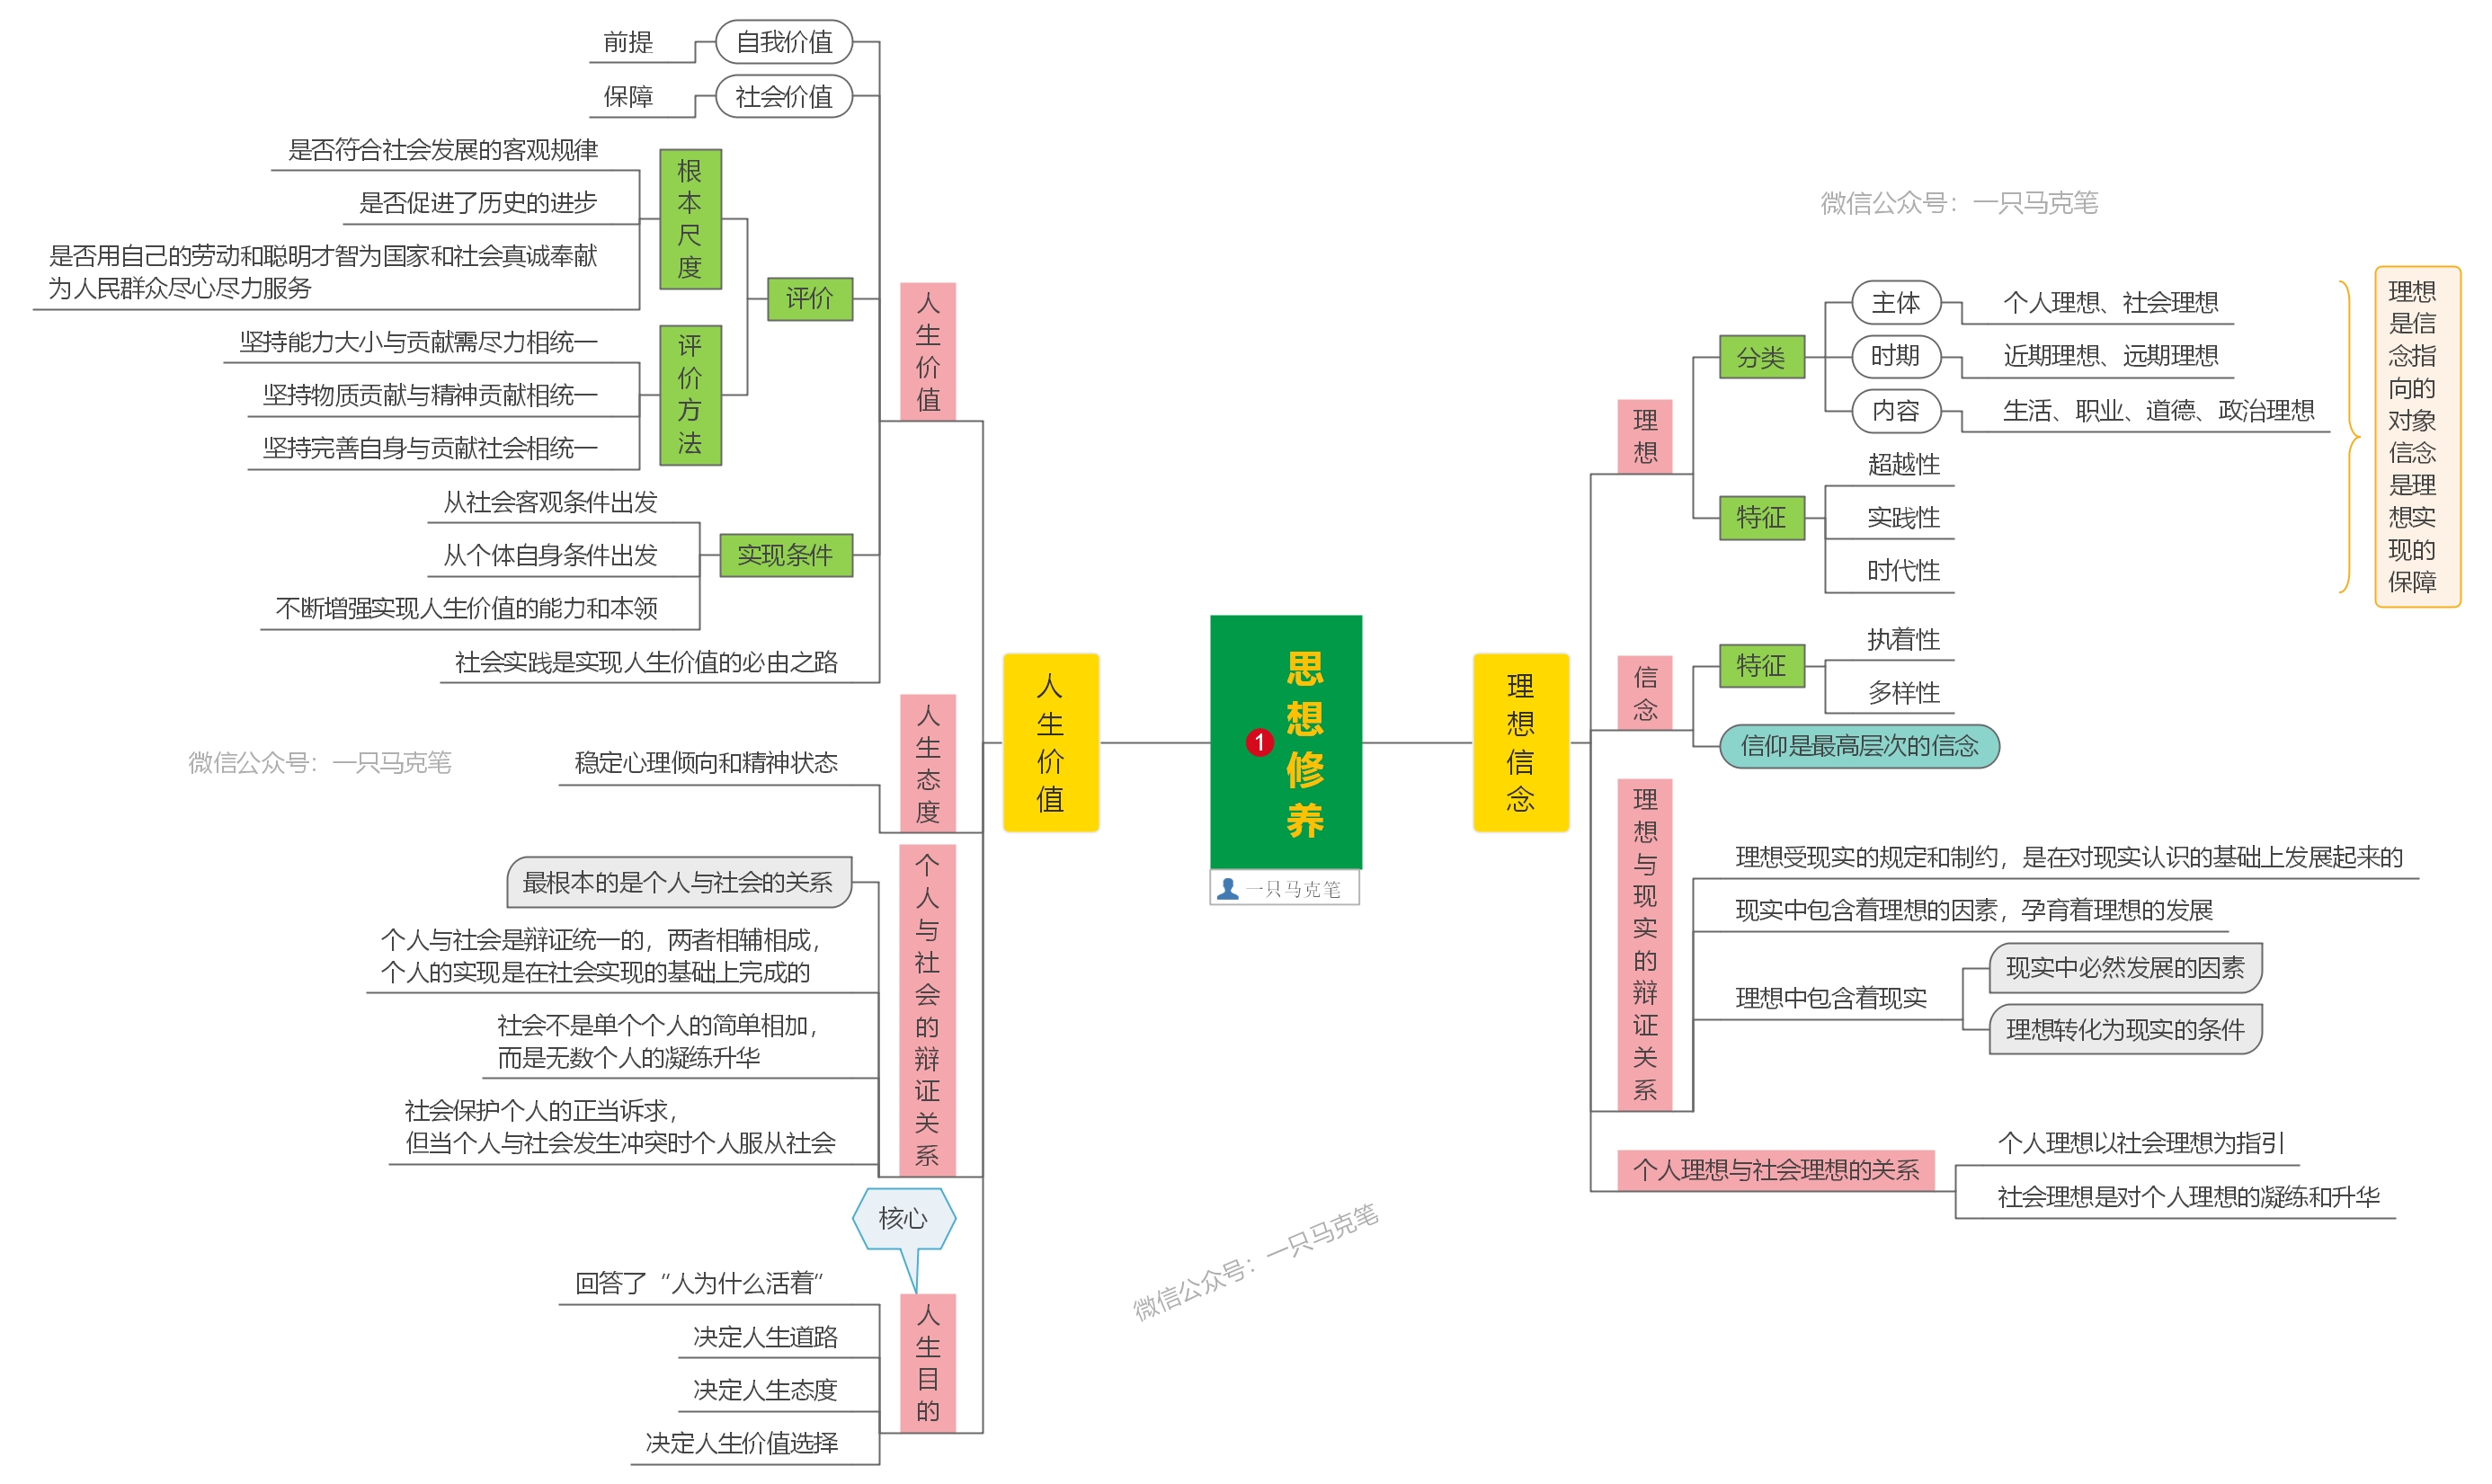 思想修养
1
一只马克笔
人生价值
人生价值
自我价值
前提
社会价值
保障
评价
根本尺度
是否符合社会发展的客观规律
是否促进了历史的进步
是否用自己的劳动和聪明才智为国家和社会真诚奉献
为人民群众尽心尽力服务
评价方法
坚持能力大小与贡献需尽力相统一
坚持物质贡献与精神贡献相统一
坚持完善自身与贡献社会相统一
实现条件
从社会客观条件出发
从个体自身条件出发
不断增强实现人生价值的能力和本领
社会实践是实现人生价值的必由之路
人生态度
稳定心理倾向和精神状态
微信公众号：一只马克笔
个人与社会的辩证关系
最根本的是个人与社会的关系
个人与社会是辩证统一的，两者相辅相成，
个人的实现是在社会实现的基础上完成的
社会不是单个个人的简单相加，
而是无数个人的凝练升华
社会保护个人的正当诉求，
但当个人与社会发生冲突时个人服从社会
核心
人生目的
回答了“人为什么活着“
决定人生道路
决定人生态度
决定人生价值选择
理想信念
微信公众号：一只马克笔
理想
分类
主体
个人理想、社会理想
时期
近期理想、远期理想
内容
生活、职业、道德、政治理想
特征
超越性
实践性
时代性
理想
是信
念指
向的
对象
信念
是理
想实
现的
保障
信念
特征
执着性
多样性
信仰是最高层次的信念
理想与现实的辩证关系
理想受现实的规定和制约，是在对现实认识的基础上发展起来的
现实中包含着理想的因素，孕育着理想的发展
理想中包含着现实
现实中必然发展的因素
理想转化为现实的条件
个人理想与社会理想的关系
个人理想以社会理想为指引
社会理想是对个人理想的凝练和升华
微信公众号：一只马克笔